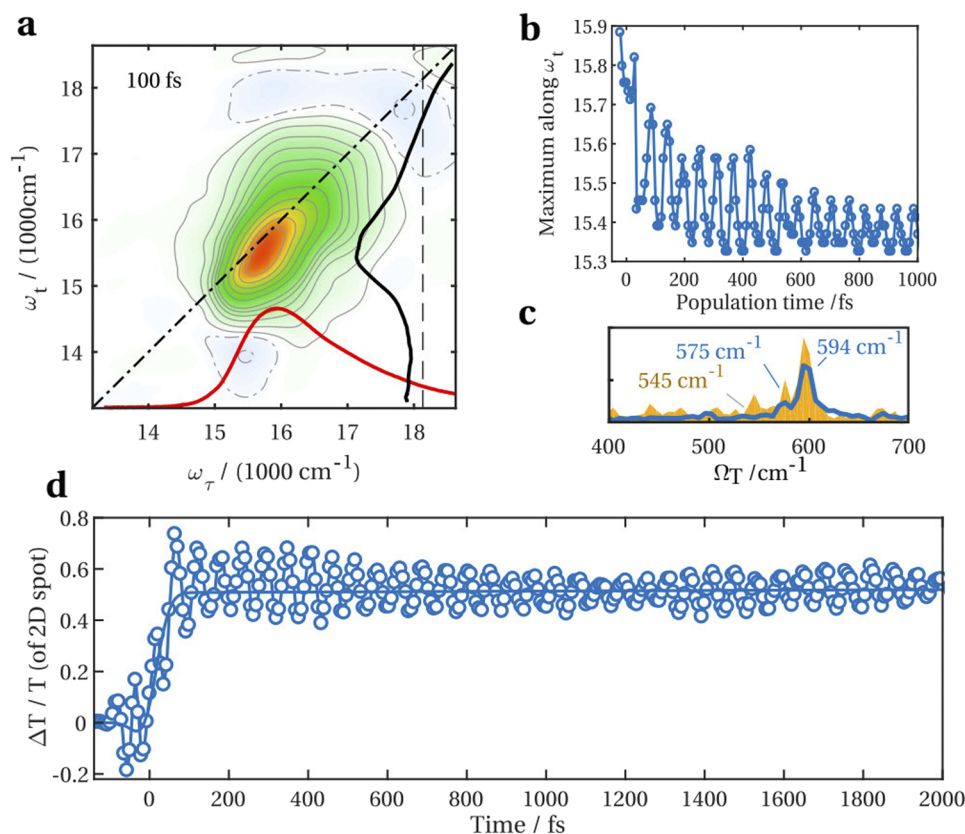 a
100 fs
18
17
16
15
14
ωt / (1000cm-1)
14 15 16 17 18
ωτ / (1000 cm-1)
b
15.9
15.8
15.7
15.6
15.5
15.4
15.3
Maximum along ωt
0 200 400 600 800 1000
Population time /fs
c
575 cm-1
594 cm-1
545 cm-1
400 500 600 700
ΩT /cm-1
d
0.8
0.6
0.4
0.2
0
-0.2
ΔT / T (of 2D spot)
0 200 400 600 800 1000 1200 1400 1600 1800 2000
Time / fs